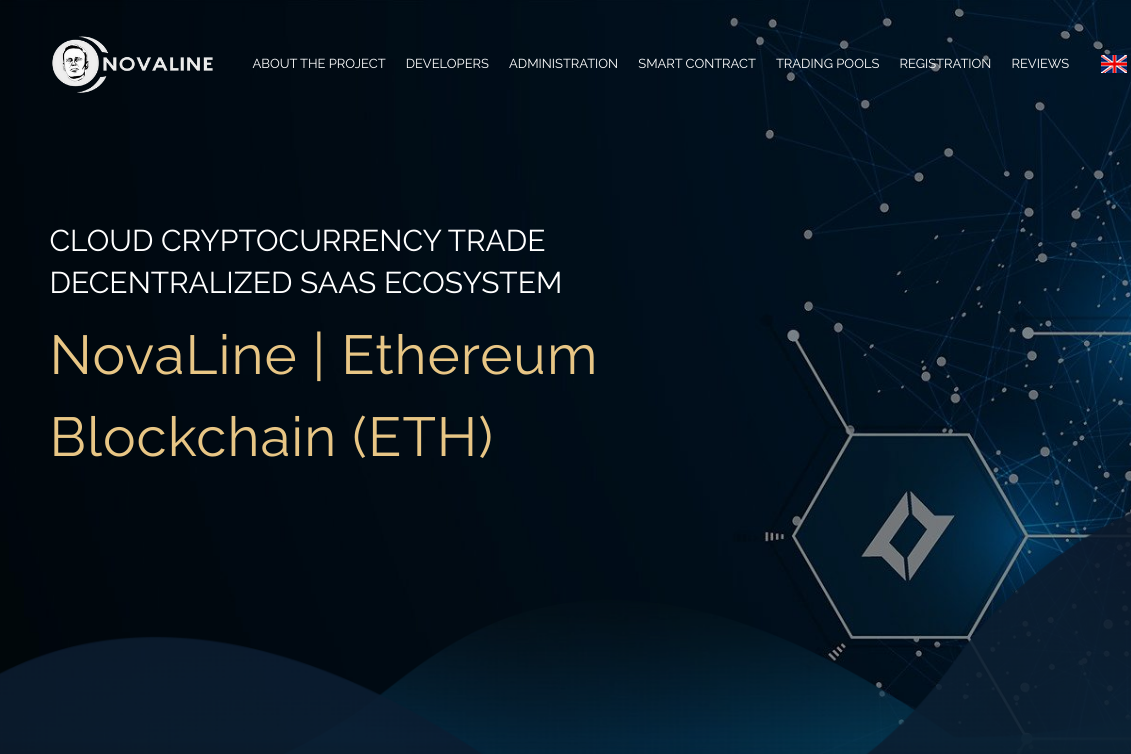 NOVALINE
ABOUT THE PROJECT DEVELOPERS ADMINISTRATION SMART CONTRACT TRADING POOLS REGISTRATION REVIEWS
CLOUD CRYPTOCURRENCY TRADE
DECENTRALIZED SAAS ECOSYSTEM
NovaLine | Ethereum
Blockchain (ETH)